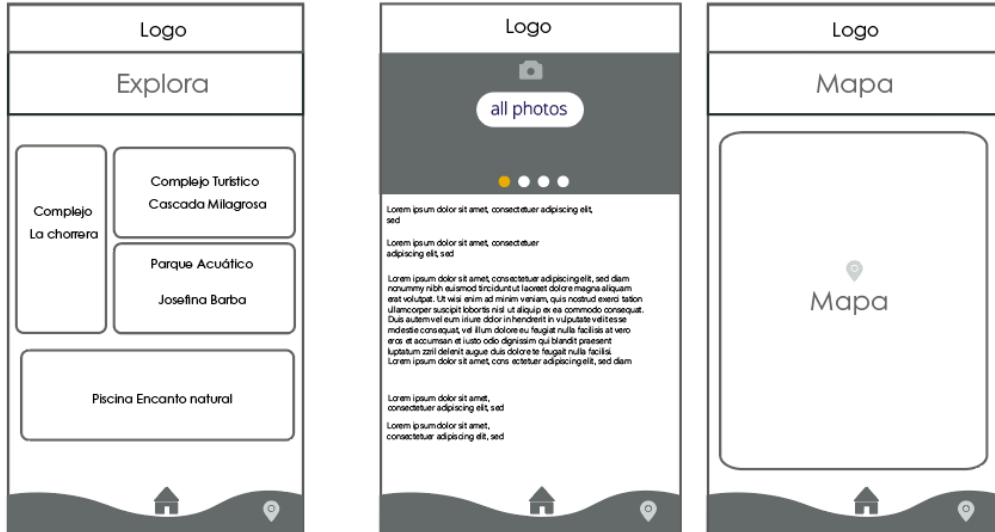 Logo
Explora
Complejo
La chorrera
Complejo Turístico
Cascada Milagrosa
Parque Acuático
Josefina Barba
Piscina Encanto natural
Logo
all photos
Lorem ipsum dolor sit amet, consectetuer adipiscing elit,
sed
Lorem ipsum dolor sit amet, consectetuer
adipiscing elit, sed
Lorem ipsum dolor sit amet, consectetuer adipiscing elit, sed diam
nonummy nibh euismod tincidunt ut laoreet dolore magna aliquam
erat volutpat. Ut wisi enim ad minim veniam, quis nostrud exerci tation
ullamcorper suscipit lobortis nisl ut aliquip ex ea commodo consequat.
Duis autem vel eum iriure dolor in hendrerit in vulputate velit esse
molestie consequat, vel illum dolore eu feugiat nulla facilisis at vero
eros et accumsan et iusto odio dignissim qui blandit praesent
luptatum zzril delenit augue duis dolore te feugait nulla facilisi.
Lorem ipsum dolor sit amet, cons ectetuer adipiscing elit, sed diam
Lorem ipsum dolor sit amet,
consectetuer adipiscing elit, sed
Lorem ipsum dolor sit amet,
consectetuer adipiscing elit, sed
Logo
Mapa
Mapa